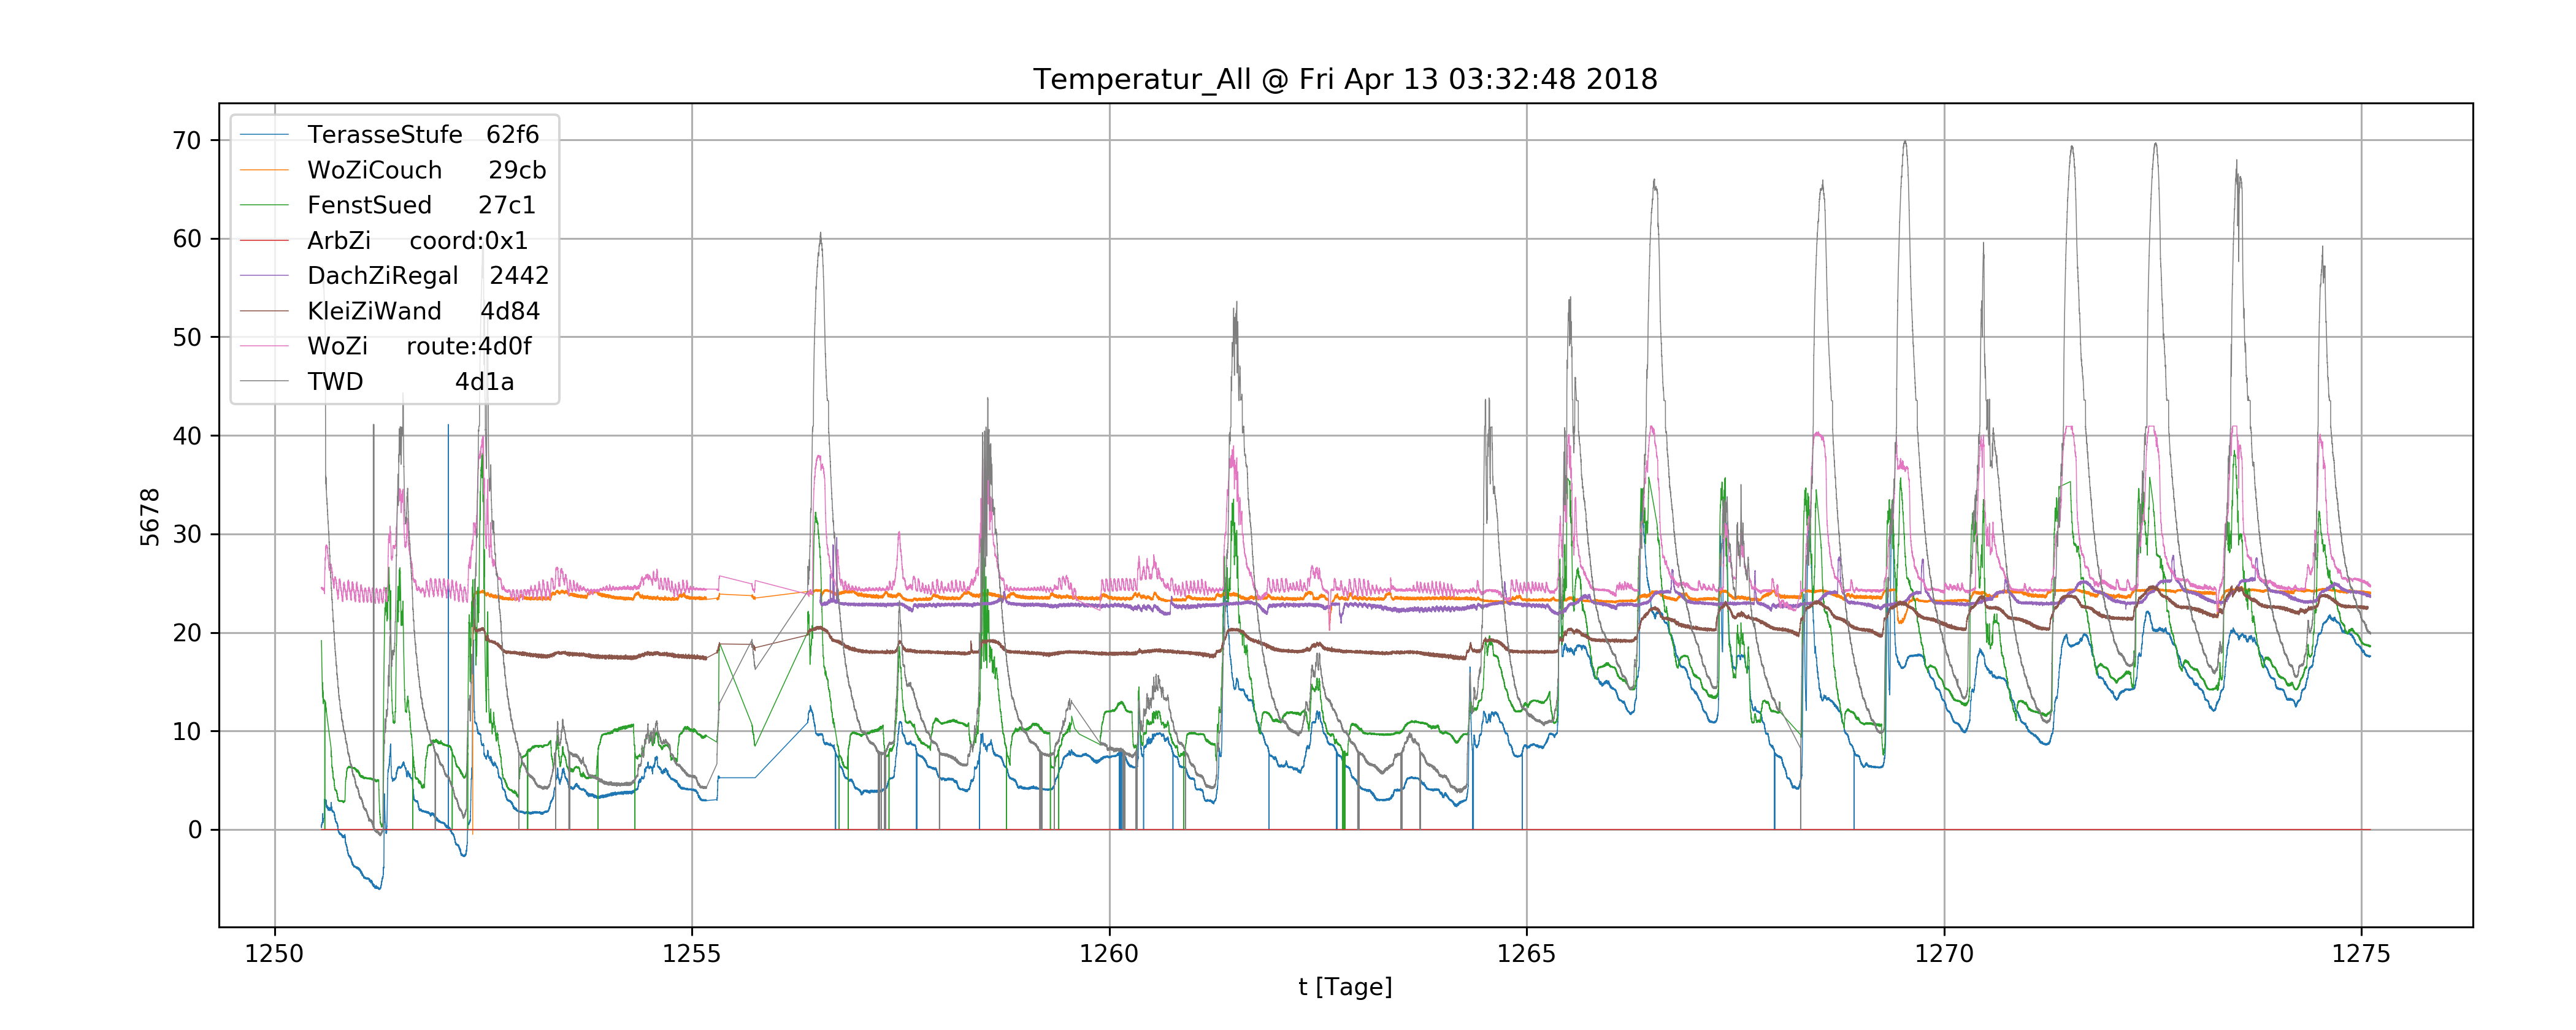 Temperatur_All @ Fri Apr 13 03:32:48 2018
70
60
50
40
30
20
10
0
5678
TerasseStufe 62f6
WoZiCouch 29cb
FenstSued 27c1
ArbZi coord:0x1
DachZiRegal 2442
KleiZiWand 4d84
WoZi route:4d0f
TWD 4d1a
1250 1255 1260 1265 1270 1275
t [Tage]